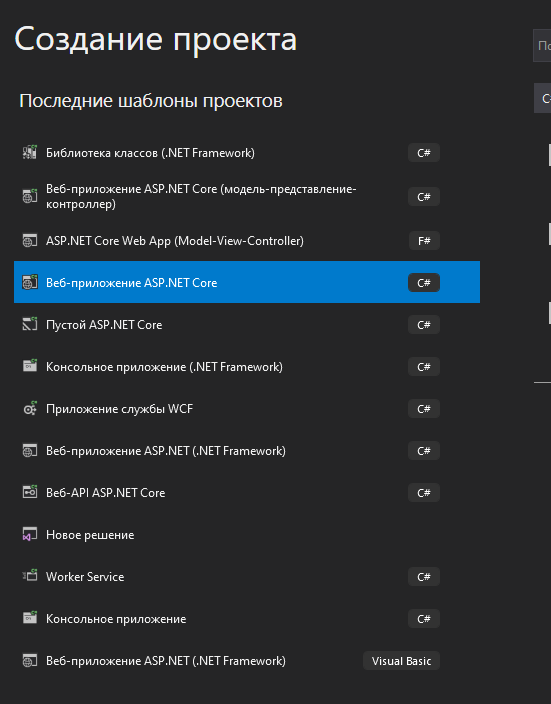 Создание проекта
По
Последние шаблоны проектов
Библиотека классов (.NET Framework) C#
Веб-приложение ASP.NET Core (модель-представление-
контроллер) C#
ASP.NET Core Web App (Model-View-Controller) F#
Веб-приложение ASP.NET Core C#
Пустой ASP.NET Core C#
Консольное приложение (.NET Framework) C#
Приложение службы WCF C#
Веб-приложение ASP.NET (.NET Framework) C#
Веб-API ASP.NET Core C#
Новое решение
Worker Service C#
Консольное приложение C#
Веб-приложение ASP.NET (.NET Framework) Visual Basic